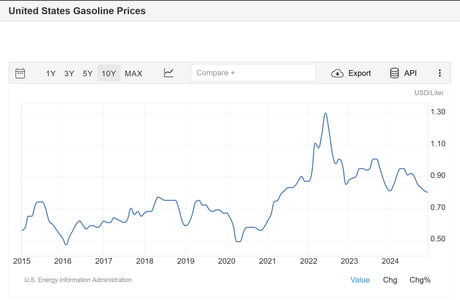 United States Gasoline Prices
1Y 3Y 5Y 10Y MAX Compare + Export API
USD/Liter
1.30
1.10
0.90
0.70
0.50
2015 2016 2017 2018 2019 2020 2021 2022 2023 2024
U.S. Energy Information Administration Value Chg Chg%